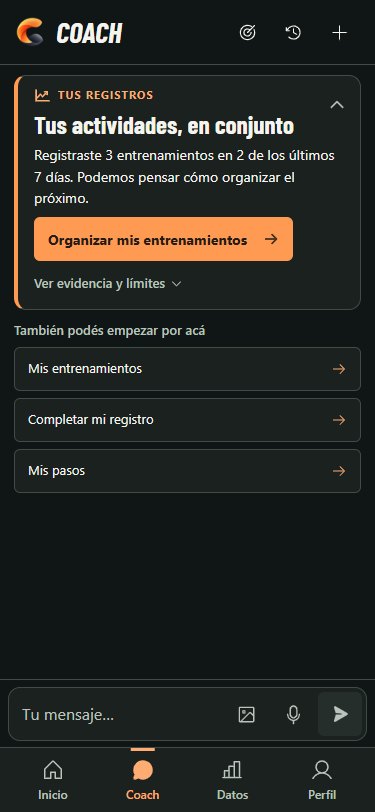 COACH
TUS REGISTROS
Tus actividades, en conjunto
Registraste 3 entrenamientos en 2 de los últimos
7 días. Podemos pensar cómo organizar el
próximo.
Organizar mis entrenamientos
Ver evidencia y límites
También podés empezar por acá
Mis entrenamientos
Completar mi registro
Mis pasos
Tu mensaje...
Inicio
Coach
Datos
Perfil